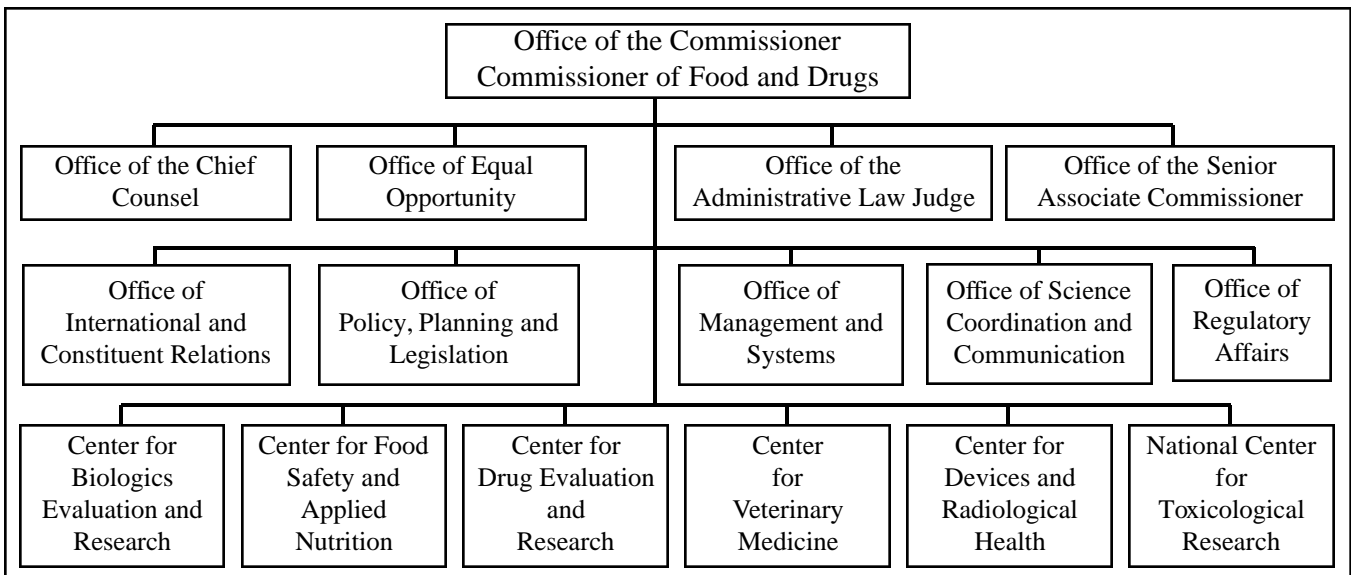 Office of the Commissioner
Commissioner of Food and Drugs
Office of the Chief
Counsel
Office of Equal
Opportunity
Office of the
Administrative Law Judge
Office of the Senior
Associate Commissioner
Office of
International and
Constituent Relations
Office of
Policy, Planning and
Legislation
Office of
Management and
Systems
Office of Science
Coordination and
Communication
Office of
Regulatory
Affairs
Center for
Biologics
Evaluation and
Research
Center for Food
Safety and
Applied
Nutrition
Center for
Drug Evaluation
and
Research
Center
for
Veterinary
Medicine
Center for
Devices and
Radiological
Health
National Center
for
Toxicological
Research